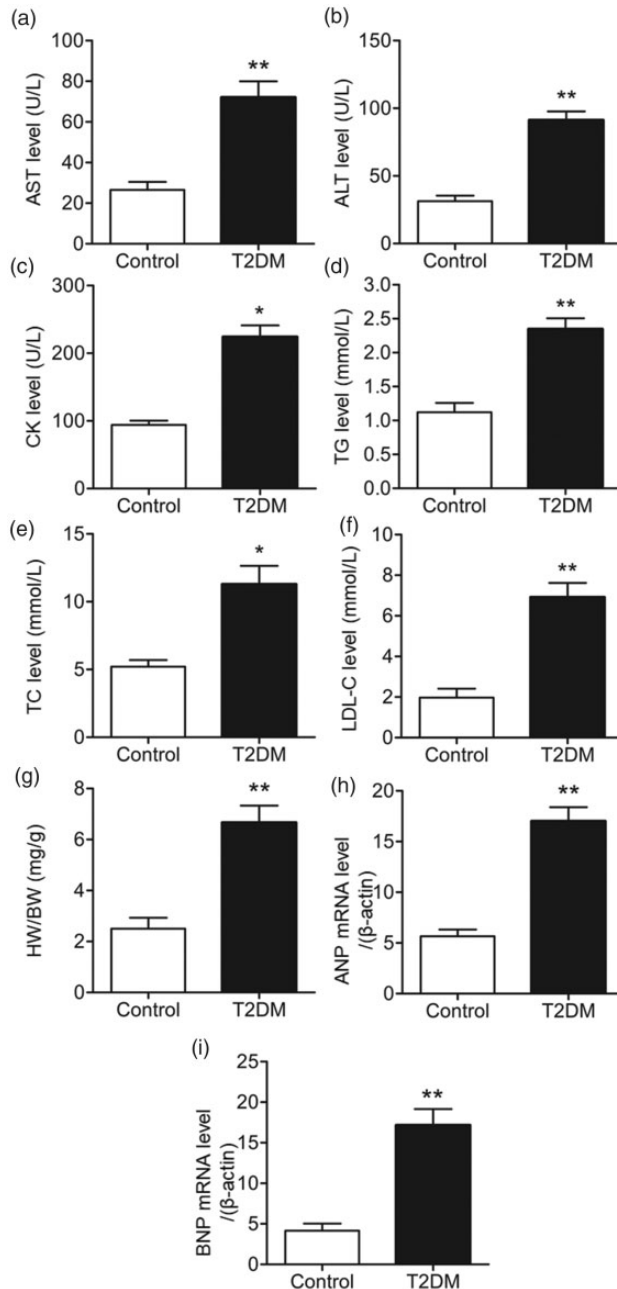 (a)
AST level (U/L)
100
80
60
40
20
0
**
Control
T2DM
(b)
ALT level (U/L)
150
100
50
0
**
Control
T2DM
(c)
CK level (U/L)
300
200
100
0
*
Control
T2DM
(d)
TG level (mmol/L)
3.0
2.5
2.0
1.5
1.0
0.5
0.0
**
Control
T2DM
(e)
TC level (mmol/L)
15
10
5
0
*
Control
T2DM
(f)
LDL-C level (mmol/L)
10
8
6
4
2
0
**
Control
T2DM
(g)
HW/BW (mg/g)
8
6
4
2
0
**
Control
T2DM
(h)
ANP mRNA level
/(β-actin)
20
15
10
5
0
**
Control
T2DM
(i)
BNP mRNA level
/(β-actin)
25
20
15
10
5
0
**
Control
T2DM